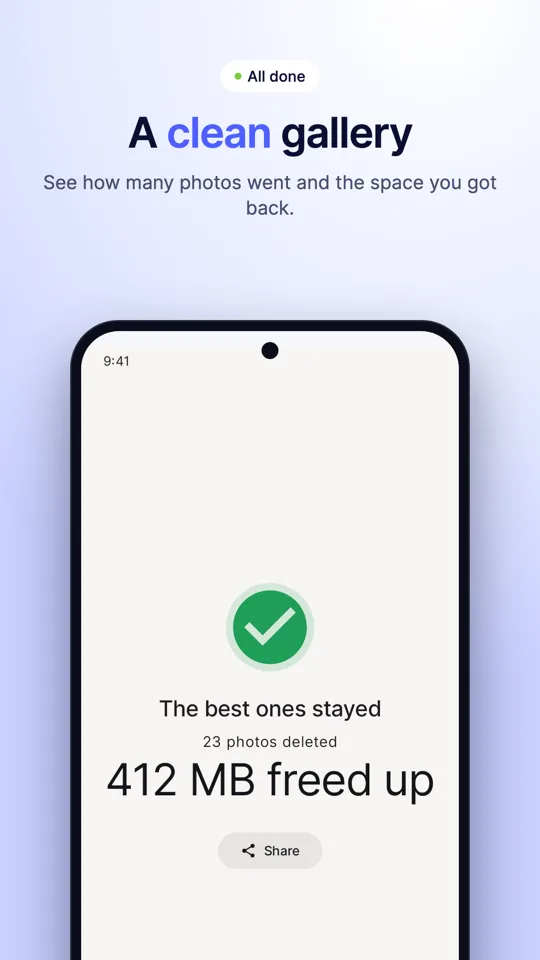 All done
A clean gallery
See how many photos went and the space you got
back.
9:41
The best ones stayed
23 photos deleted
412 MB freed up
Share